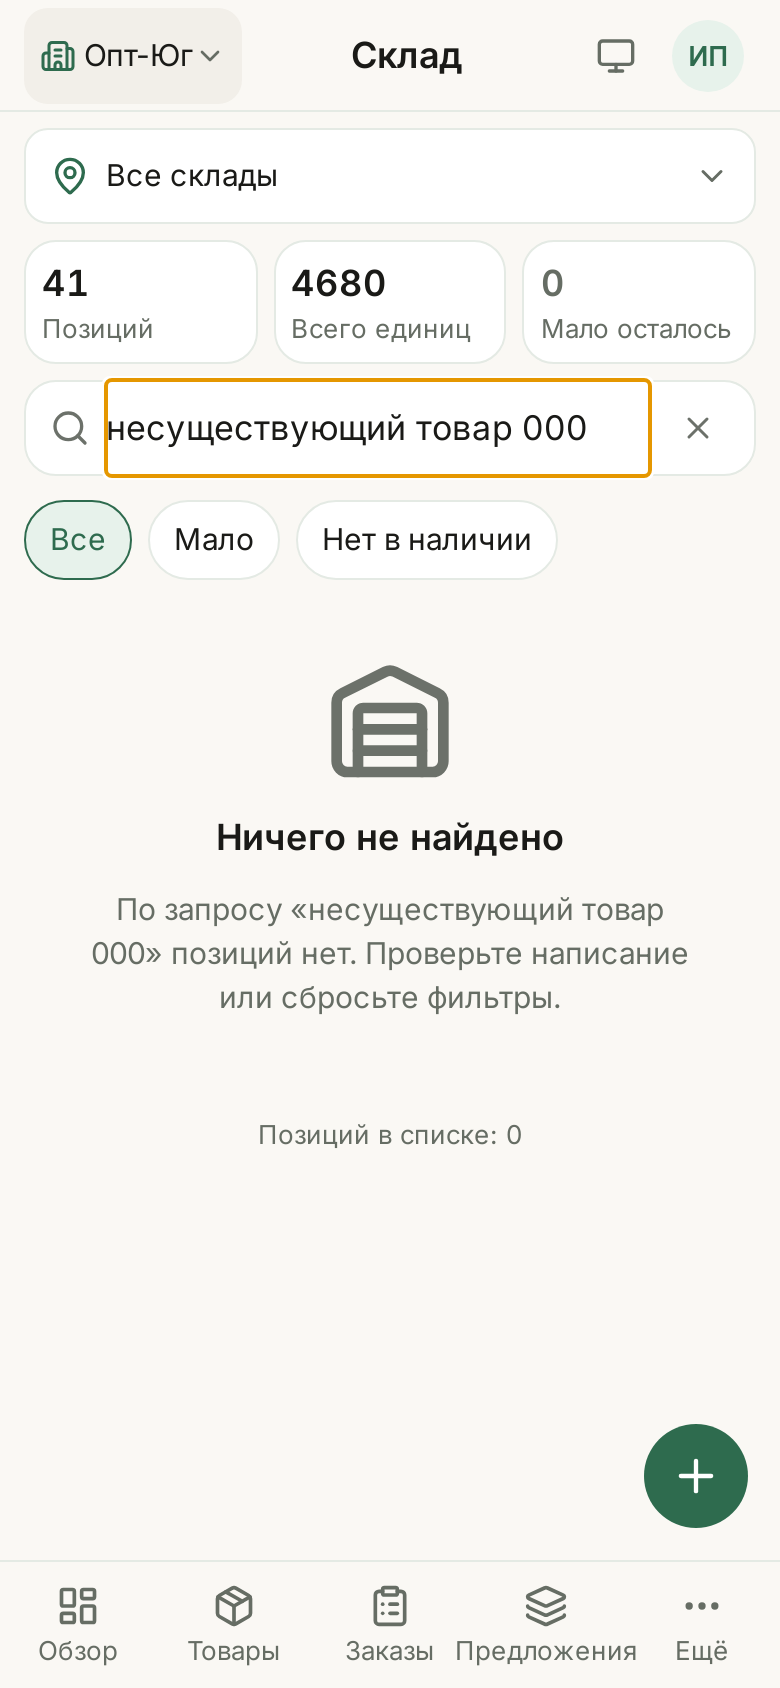 Опт-Юг
Склад
ИП
Все склады
41
Позиций
4680
Всего единиц
0
Мало осталось
несуществующий товар 000
Все
Мало
Нет в наличии
Ничего не найдено
По запросу «несуществующий товар
000» позиций нет. Проверьте написание
или сбросьте фильтры.
Позиций в списке: 0
Обзор
Товары
Заказы
Предложения
Ещё